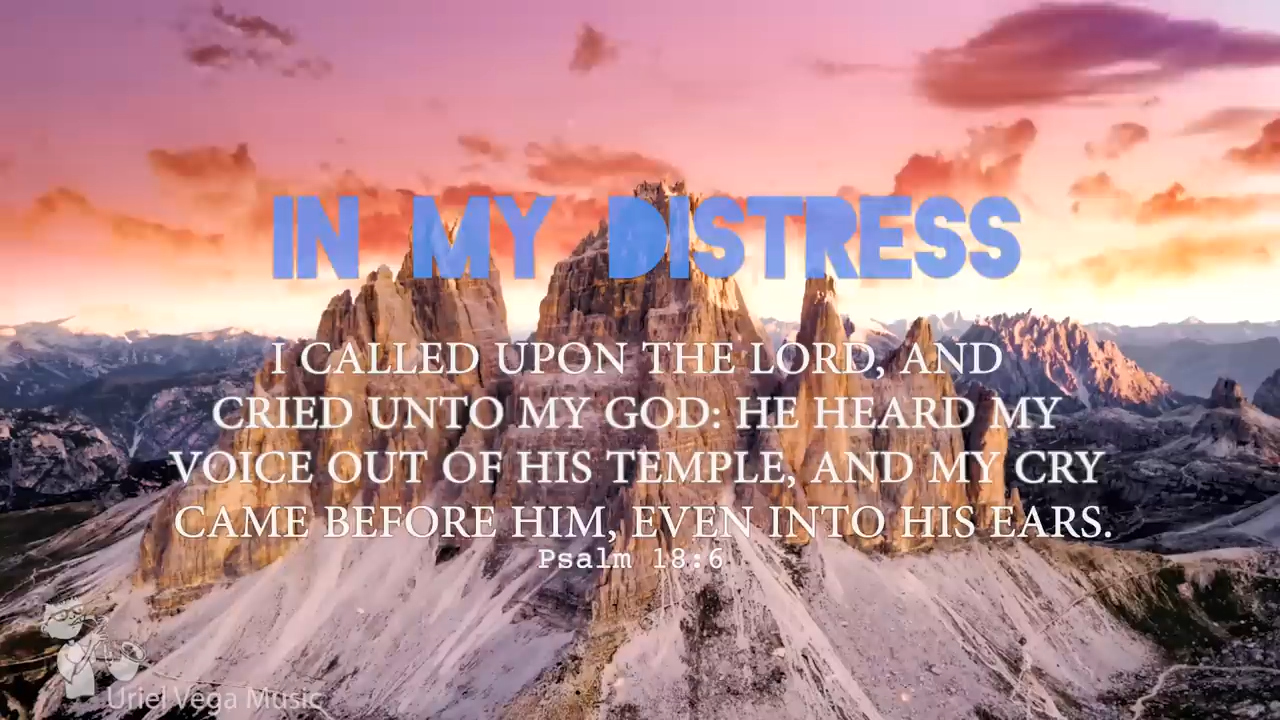 IN MY DISTRESS
I CALLED UPON THE LORD, AND
CRIED UNTO MY GOD: HE HEARD MY
VOICE OUT OF HIS TEMPLE, AND MY CRY
CAME BEFORE HIM, EVEN INTO HIS EARS.
Psalm 18:6
Uriel Vega Music